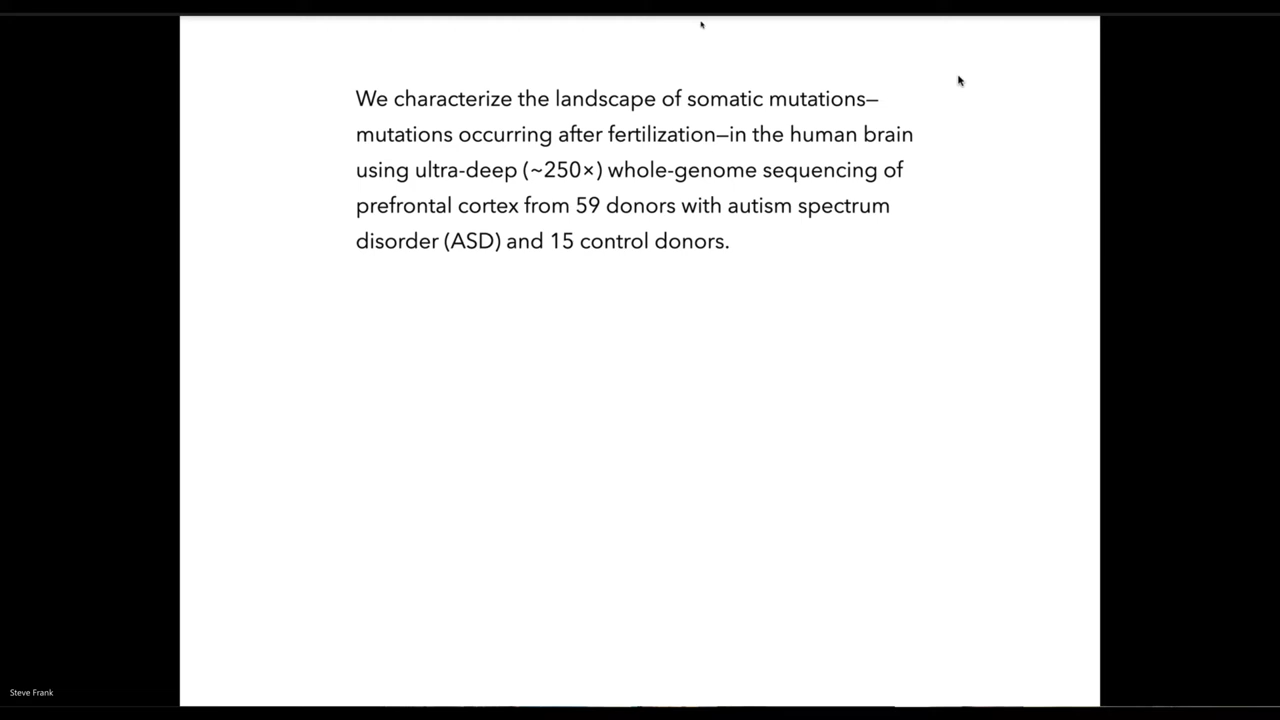 We characterize the landscape of somatic mutations—
mutations occurring after fertilization—in the human brain
using ultra-deep (~250×) whole-genome sequencing of
prefrontal cortex from 59 donors with autism spectrum
disorder (ASD) and 15 control donors.
Steve Frank